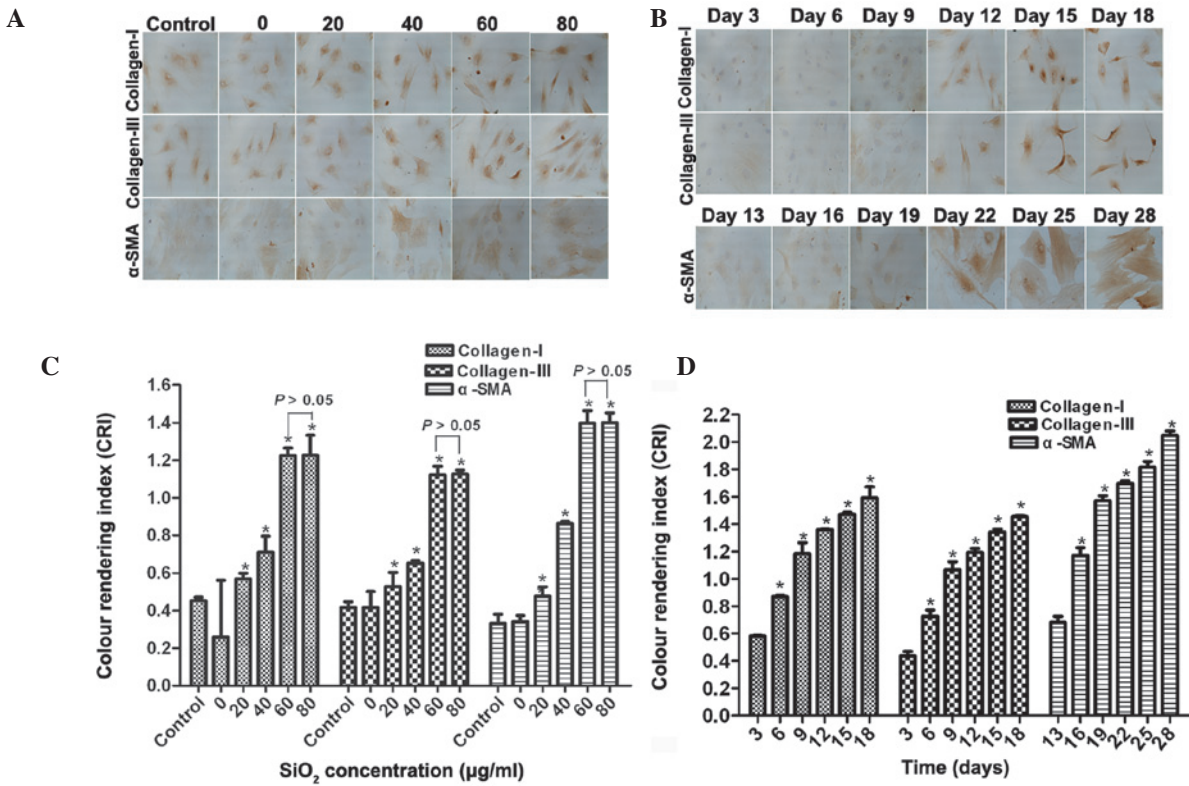 A
Control 0 20 40 60 80
Collagen-I
Collagen-III
α-SMA
B
Day 3 Day 6 Day 9 Day 12 Day 15 Day 18
Collagen-I
Collagen-III
Day 13 Day 16 Day 19 Day 22 Day 25 Day 28
α-SMA
C
Collagen-I
Collagen-III
α -SMA
Colour rendering index (CRI)
1.6
1.4
1.2
1.0
0.8
0.6
0.4
0.2
0.0
P > 0.05
P > 0.05
P > 0.05
* * * *
* * * *
* * * *
Control 0 20 40 60 80 Control 0 20 40 60 80 Control 0 20 40 60 80
SiO₂ concentration (µg/ml)
D
Collagen-I
Collagen-III
α -SMA
Colour rendering index (CRI)
2.2
2.0
1.8
1.6
1.4
1.2
1.0
0.8
0.6
0.4
0.2
0.0
* * * * *
* * * * *
* * * * *
3 6 9 12 15 18 3 6 9 12 15 18 13 16 19 22 25 28
Time (days)